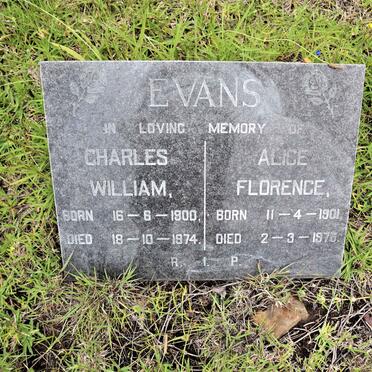 EVANS
IN LOVING MEMORY OF
CHARLES WILLIAM,
BORN 16-6-1900,
DIED 18-10-1974.
ALICE FLORENCE,
BORN 11-4-1901
DIED 2-3-1978.
R. I. P.